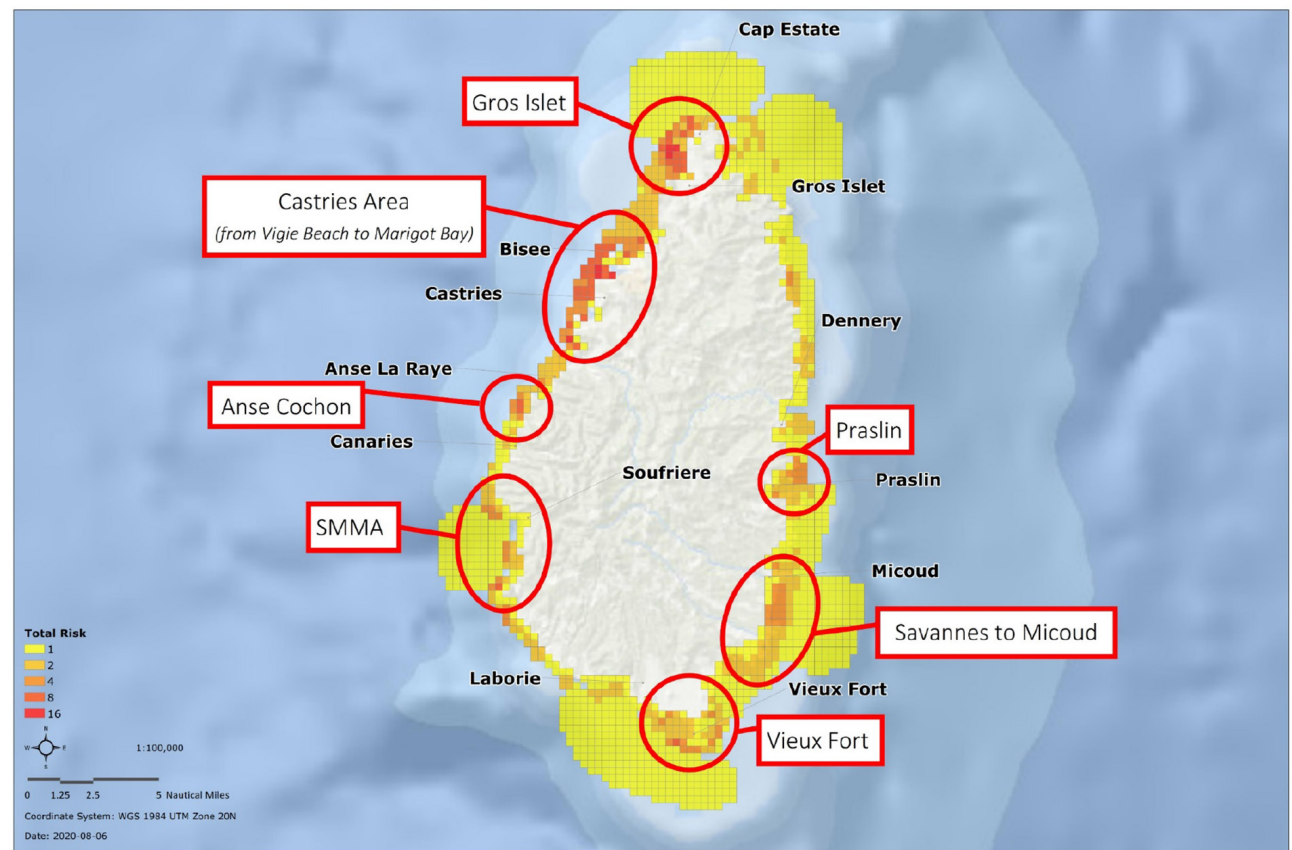 Cap Estate
Gros Islet
Gros Islet
Castries Area
(from Vigie Beach to Marigot Bay)
Bisee
Castries
Dennery
Anse La Raye
Anse Cochon
Canaries
Praslin
Soufriere
Praslin
SMMA
Micoud
Savannes to Micoud
Laborie
Vieux Fort
Vieux Fort
Total Risk
1
2
4
8
16
N
W E
S
1:100,000
0 1.25 2.5 5 Nautical Miles
Coordinate System: WGS 1984 UTM Zone 20N
Date: 2020-08-06